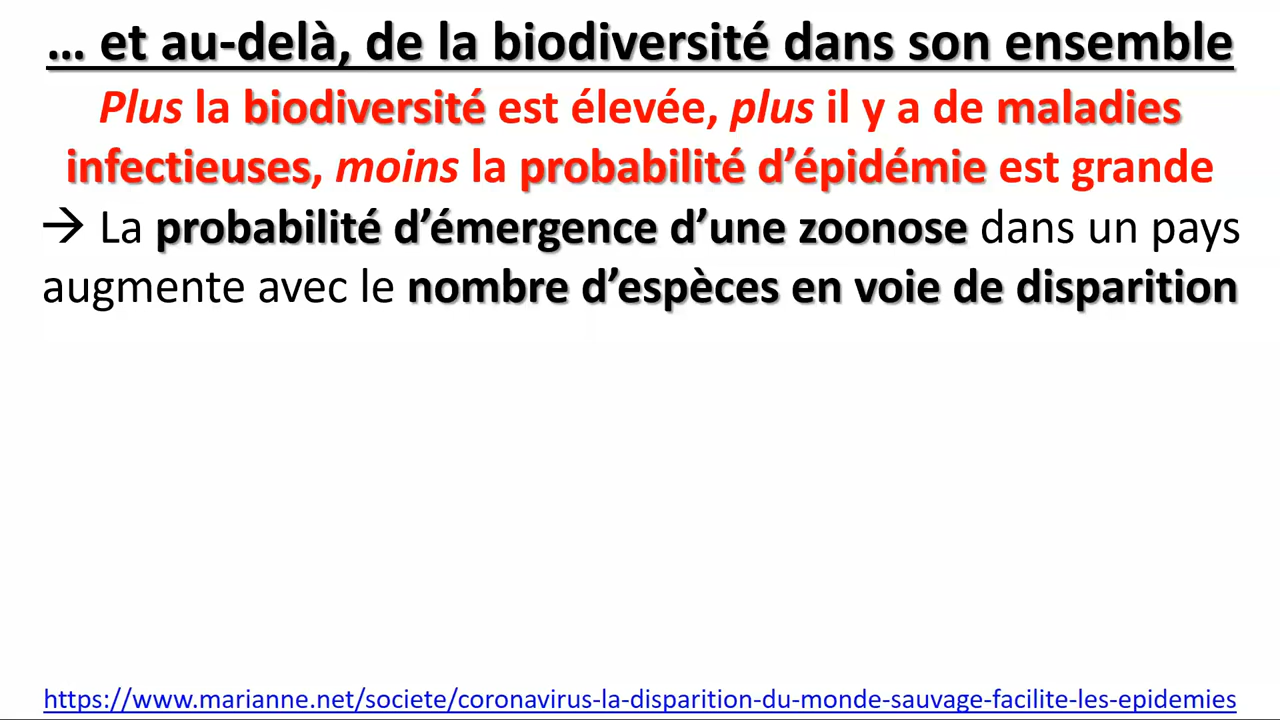 … et au-delà, de la biodiversité dans son ensemble
Plus la biodiversité est élevée, plus il y a de maladies
infectieuses, moins la probabilité d’épidémie est grande
→ La probabilité d’émergence d’une zoonose dans un pays
augmente avec le nombre d’espèces en voie de disparition
https://www.marianne.net/societe/coronavirus-la-disparition-du-monde-sauvage-facilite-les-epidemies